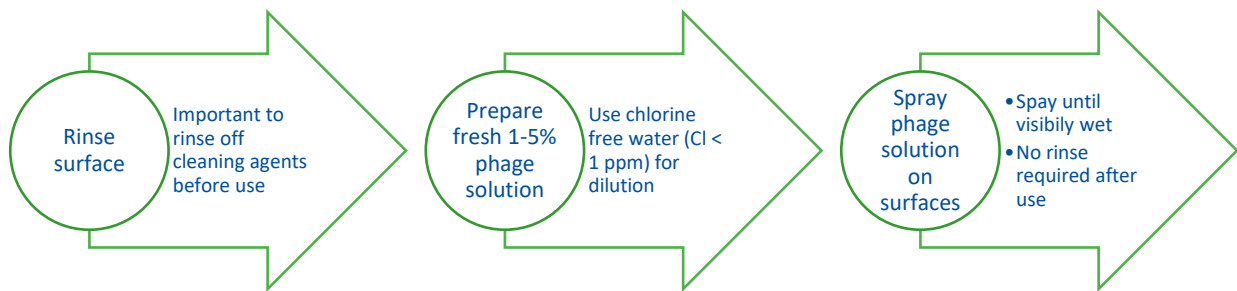 Rinse
surface
Important to
rinse off
cleaning agents
before use
Prepare
fresh 1-5%
phage
solution
Use chlorine
free water (Cl <
1 ppm) for
dilution
Spray
phage
solution
on
surfaces
•Spay until
visibily wet
•No rinse
required after
use